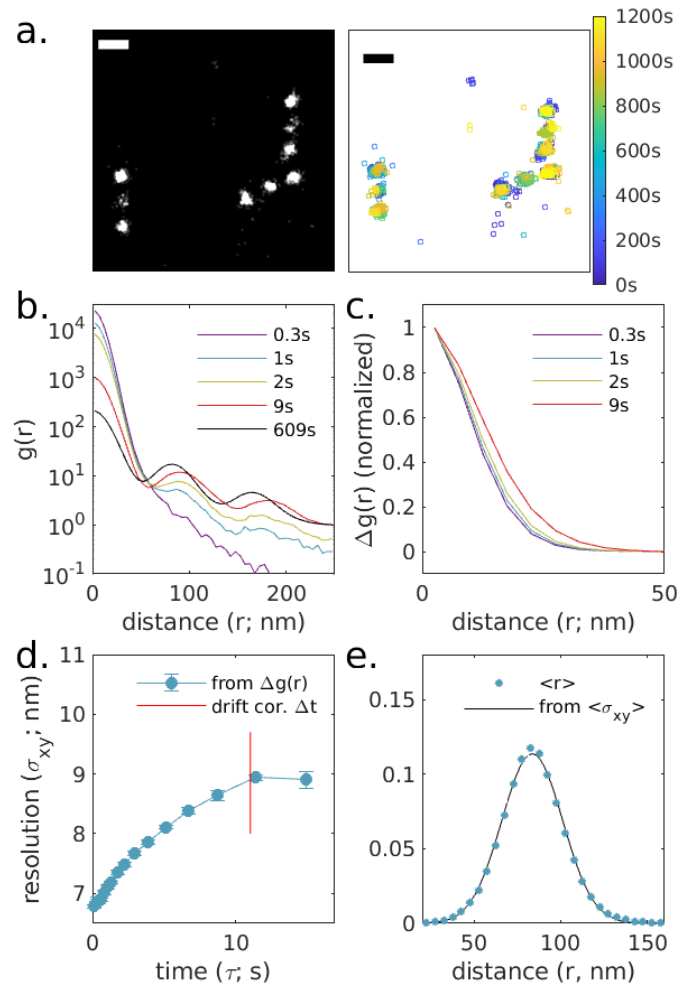 a.
1200s
1000s
800s
600s
400s
200s
0s
b.
10^4
10^3
10^2
10^1
10^0
10^-1
g(r)
0.3s
1s
2s
9s
609s
0 100 200
distance (r; nm)
c.
1
0.8
0.6
0.4
0.2
0
Δg(r) (normalized)
0.3s
1s
2s
9s
0 50
distance (r; nm)
d.
11
10
9
8
7
resolution (σxy; nm)
from Δg(r)
drift cor. Δt
0 10
time (τ; s)
e.
0.15
0.1
0.05
0
<r>
from <σxy>
50 100 150
distance (r, nm)